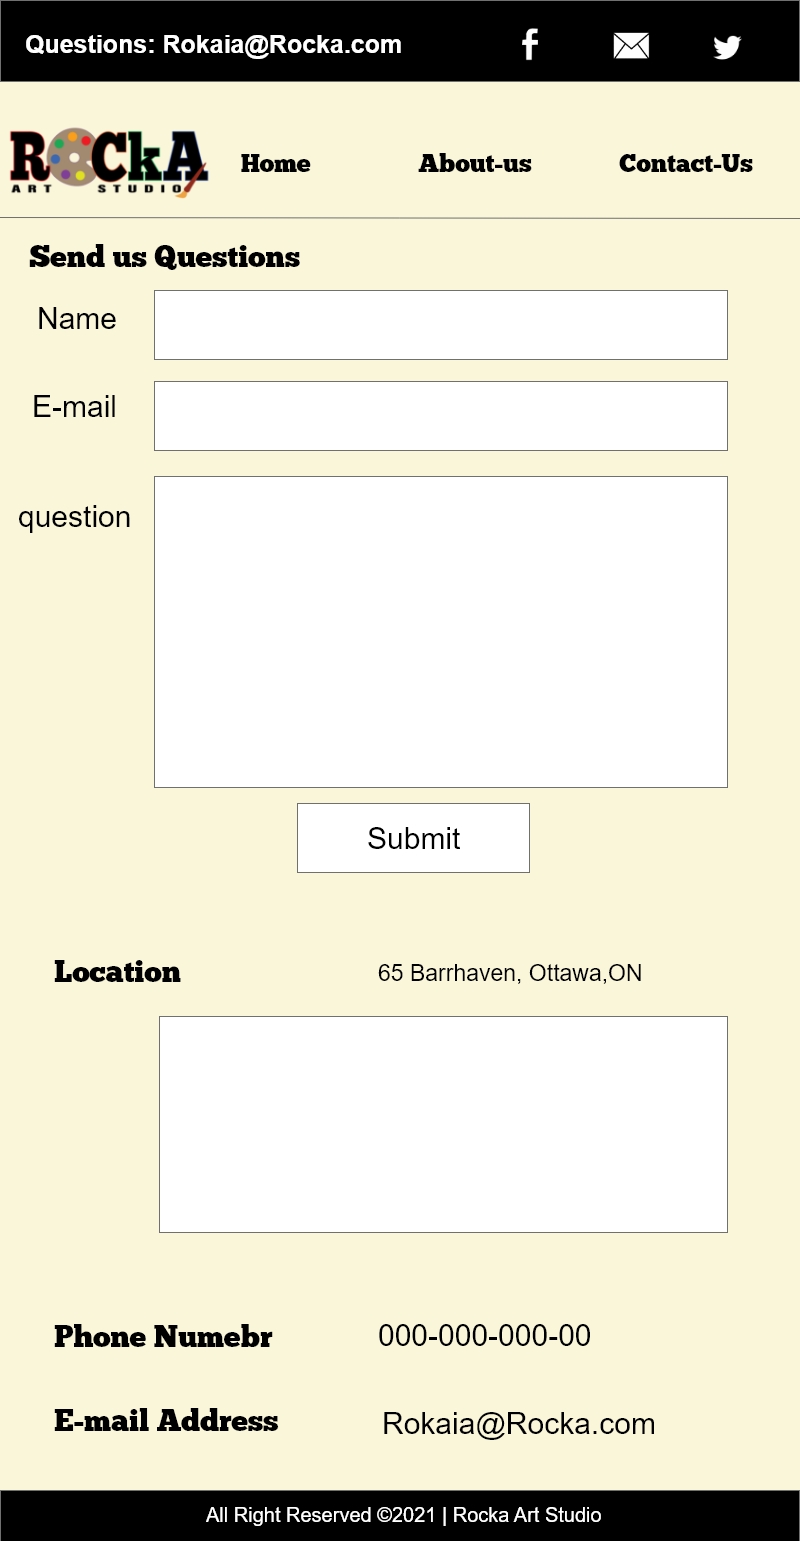 Questions: Rokaia@Rocka.com
ROCkA
ART STUDIO
Home About-us Contact-Us
Send us Questions
Name
E-mail
question
Submit
Location 65 Barrhaven, Ottawa,ON
Phone Numebr 000-000-000-00
E-mail Address Rokaia@Rocka.com
All Right Reserved ©2021 | Rocka Art Studio